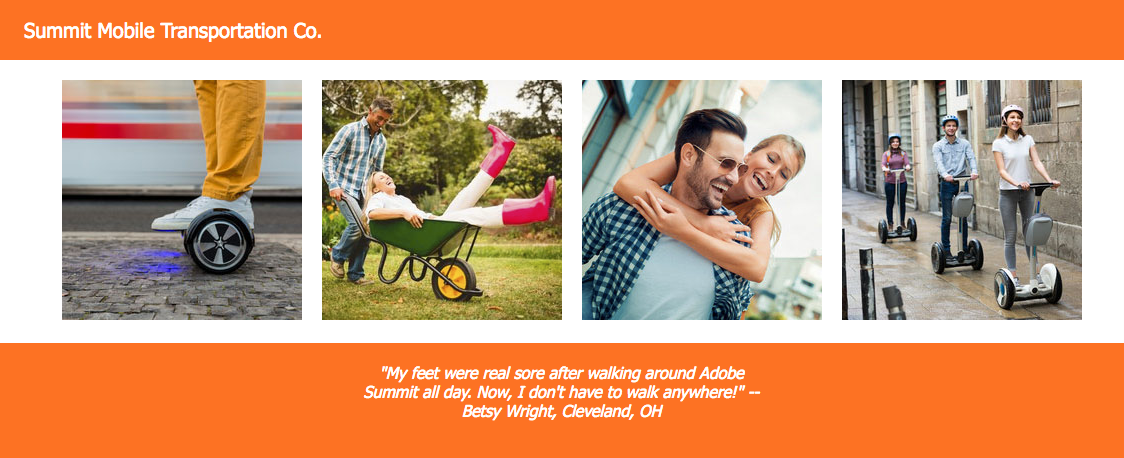 Summit Mobile Transportation Co.
"My feet were real sore after walking around Adobe
Summit all day. Now, I don't have to walk anywhere!" --
Betsy Wright, Cleveland, OH